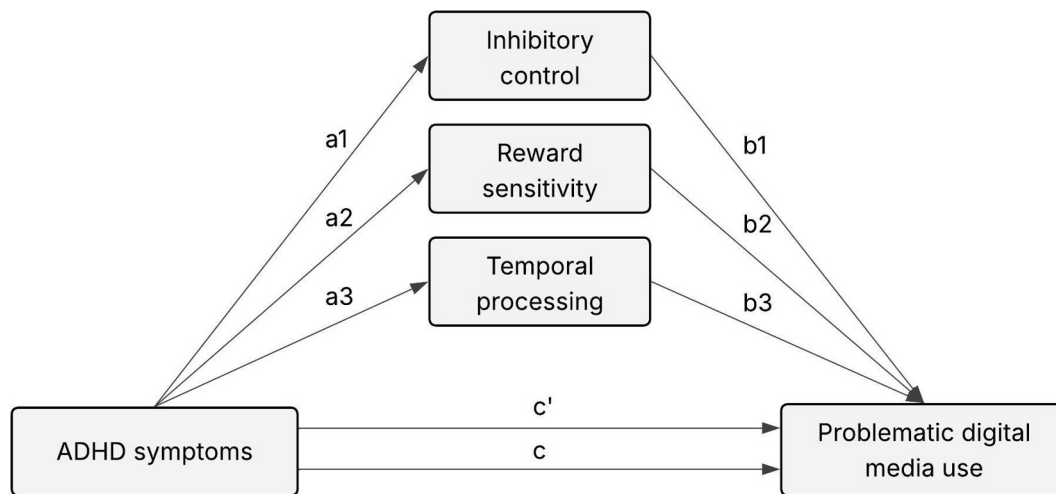 Inhibitory
control
a1
b1
Reward
sensitivity
a2
b2
Temporal
processing
a3
b3
c'
ADHD symptoms
c
Problematic digital
media use